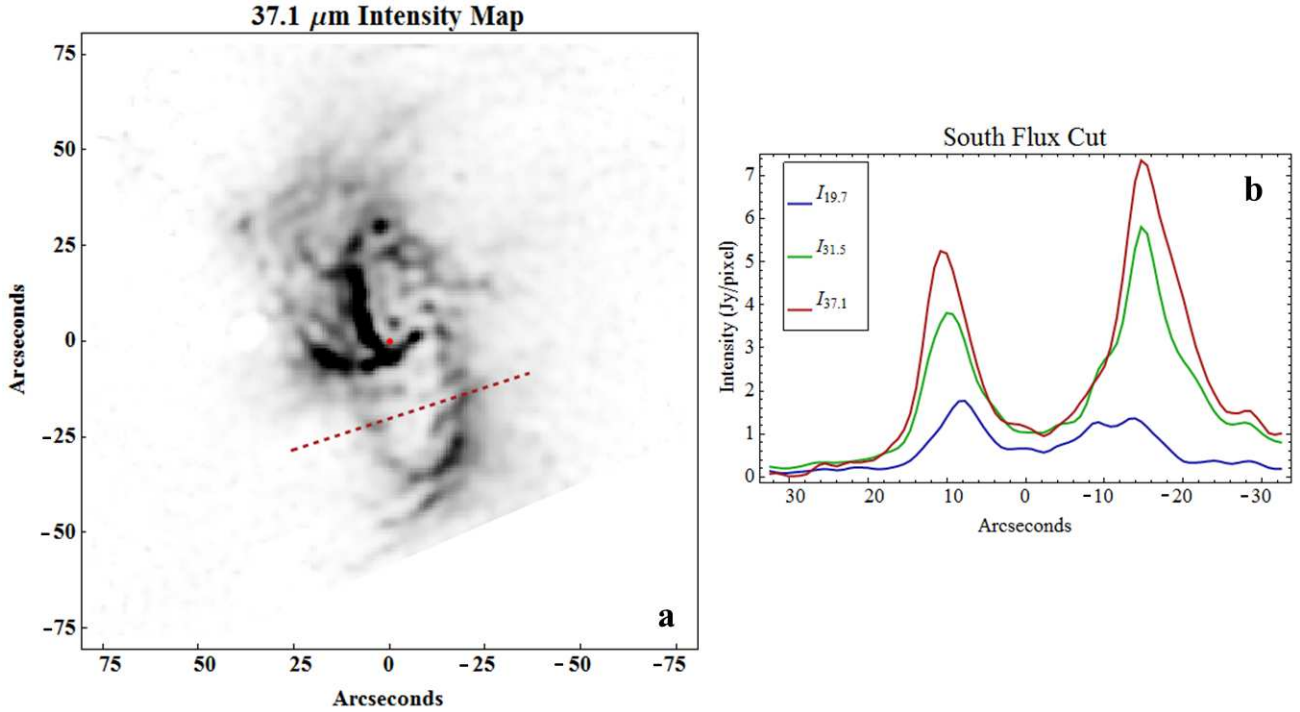 37.1 μm Intensity Map
75
50
25
0
−25
−50
−75
Arcseconds
75
50
25
0
−25
−50
−75
Arcseconds
a
South Flux Cut
b
I19.7
I31.5
I37.1
7
6
5
4
3
2
1
0
Intensity (Jy/pixel)
30
20
10
0
−10
−20
−30
Arcseconds